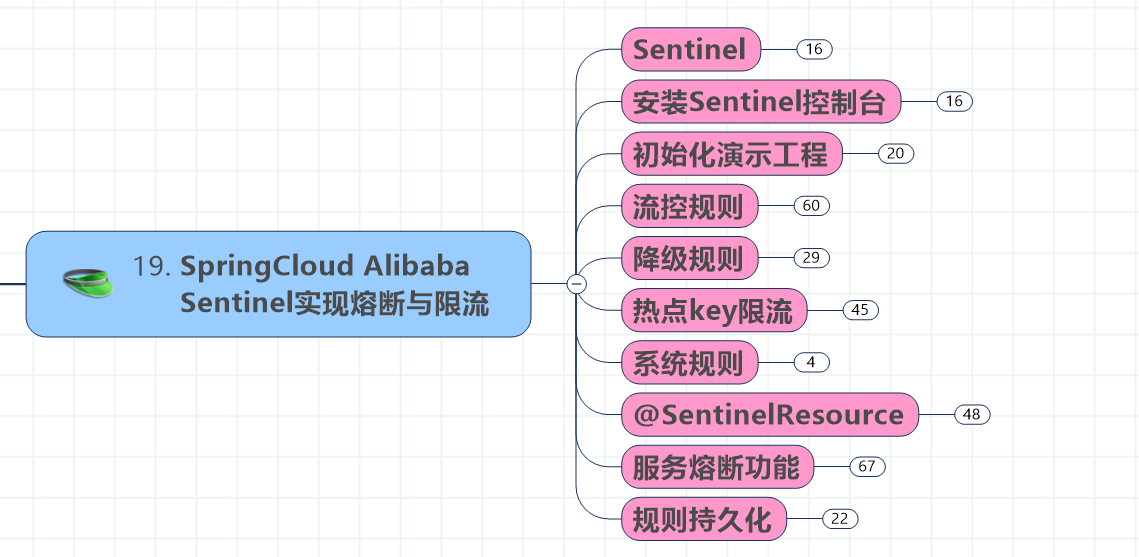 19. SpringCloud Alibaba
Sentinel实现熔断与限流
Sentinel 16
安装Sentinel控制台 16
初始化演示工程 20
流控规则 60
降级规则 29
热点key限流 45
系统规则 4
@SentinelResource 48
服务熔断功能 67
规则持久化 22